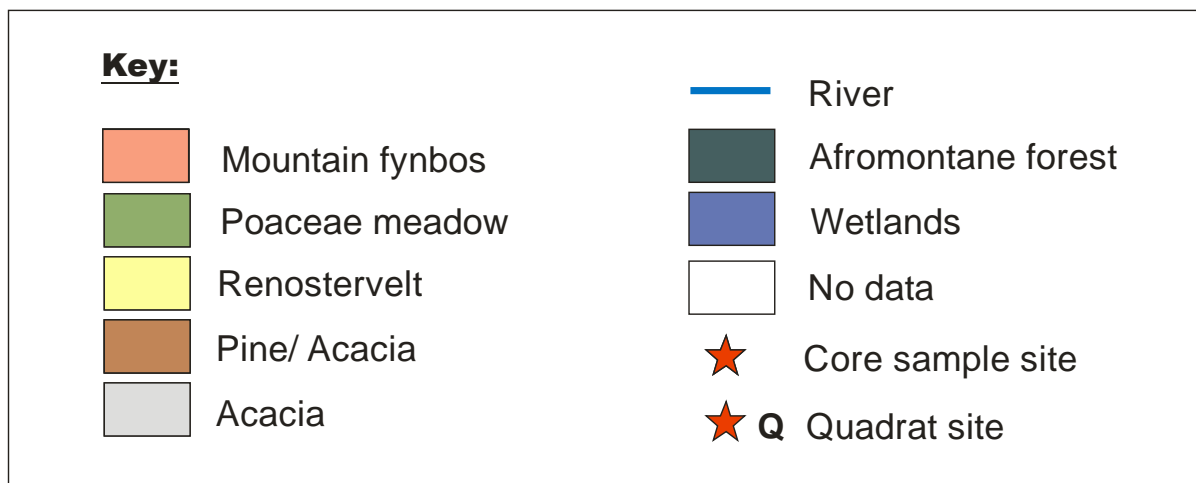 Key:
Mountain fynbos
Poaceae meadow
Renostervelt
Pine/ Acacia
Acacia
River
Afromontane forest
Wetlands
No data
Core sample site
Q Quadrat site